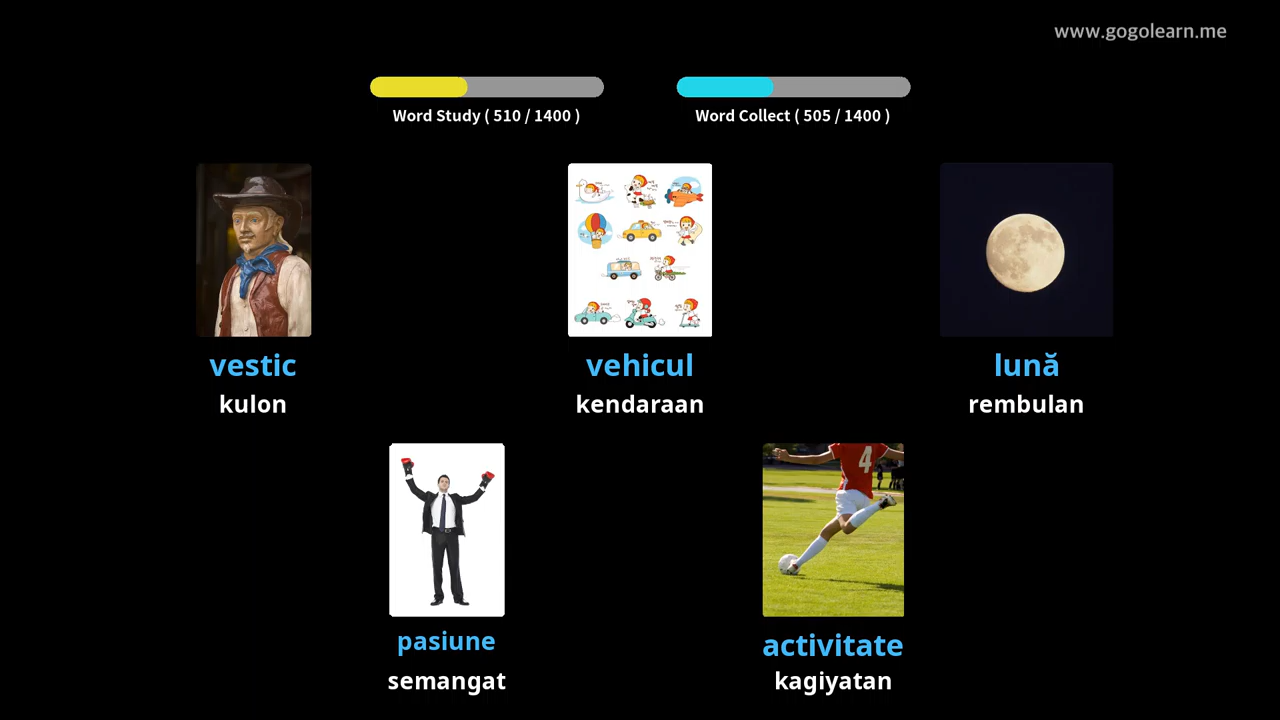 www.gogolearn.me
Word Study ( 510 / 1400 )
Word Collect ( 505 / 1400 )
vestic
kulon
vehicul
kendaraan
lună
rembulan
pasiune
semangat
activitate
kagiyatan
4